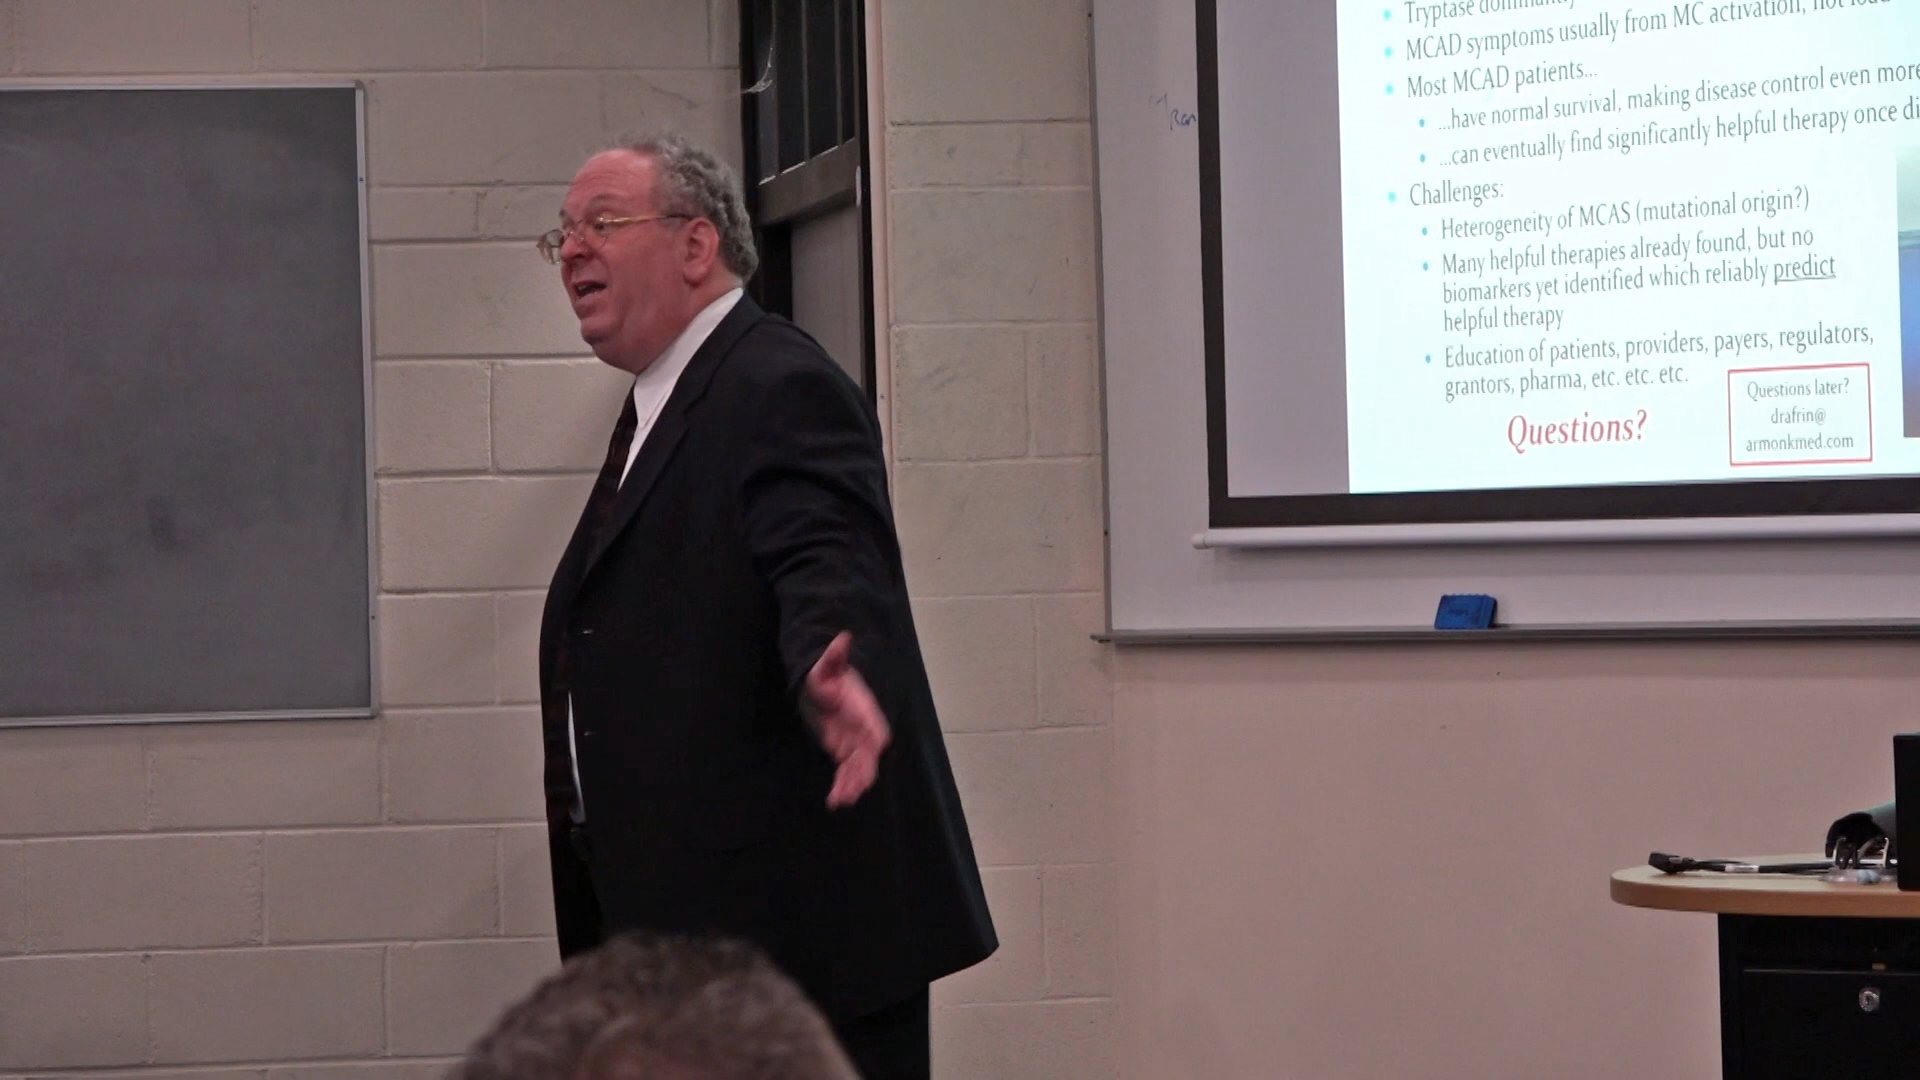 Tryptase
MCAD symptoms usually from MC activation, not
Most MCAD patients...
...have normal survival, making disease control even more
...can eventually find significantly helpful therapy once
Challenges:
Heterogeneity of MCAS (mutational origin?)
Many helpful therapies already found, but no
biomarkers yet identified which reliably predict
helpful therapy
Education of patients, providers, payers, regulators,
grantors, pharma, etc. etc. etc.
Questions?
Questions later?
drafrin@
armonkmed.com